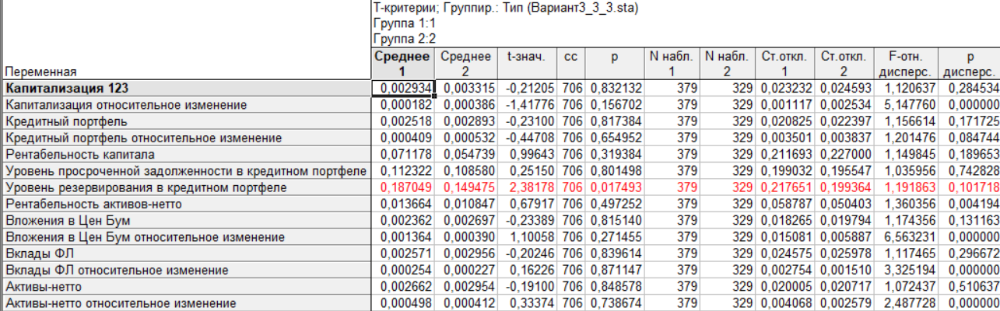 Т-критерии; Группир.: Тип (Вариант3_3_3.sta)
Группа 1:1
Группа 2:2
Переменная Среднее 1 Среднее 2 t-знач. сс p N набл. 1 N набл. 2 Ст.откл. 1 Ст.откл. 2 F-отн. дисперс. p дисперс.
Капитализация 123 0,002934 0,003315 -0,21205 706 0,832132 379 329 0,023232 0,024593 1,120637 0,284534
Капитализация относительное изменение 0,000182 0,000386 -1,41776 706 0,156702 379 329 0,001117 0,002534 5,147760 0,000000
Кредитный портфель 0,002518 0,002893 -0,23100 706 0,817384 379 329 0,020825 0,022397 1,156614 0,171725
Кредитный портфель относительное изменение 0,000409 0,000532 -0,44708 706 0,654952 379 329 0,003501 0,003837 1,201476 0,084744
Рентабельность капитала 0,071178 0,054739 0,99643 706 0,319384 379 329 0,211693 0,227000 1,149845 0,189653
Уровень просроченной задолженности в кредитном портфеле 0,112322 0,108580 0,25150 706 0,801498 379 329 0,199032 0,195547 1,035956 0,742828
Уровень резервирования в кредитном портфеле 0,187049 0,149475 2,38178 706 0,017493 379 329 0,217651 0,199364 1,191863 0,101718
Рентабельность активов-нетто 0,013664 0,010847 0,67917 706 0,497252 379 329 0,058787 0,050403 1,360356 0,004194
Вложения в Цен Бум 0,002362 0,002697 -0,23389 706 0,815140 379 329 0,018265 0,019794 1,174356 0,131163
Вложения в Цен Бум относительное изменение 0,001364 0,000390 1,10058 706 0,271455 379 329 0,015081 0,005887 6,563231 0,000000
Вклады ФЛ 0,002571 0,002956 -0,20246 706 0,839614 379 329 0,024575 0,025978 1,117465 0,296672
Вклады ФЛ относительное изменение 0,000254 0,000227 0,16226 706 0,871147 379 329 0,002754 0,001510 3,325194 0,000000
Активы-нетто 0,002662 0,002954 -0,19100 706 0,848578 379 329 0,020005 0,020717 1,072437 0,510637
Активы-нетто относительное изменение 0,000498 0,000412 0,33374 706 0,738674 379 329 0,004068 0,002579 2,487728 0,000000